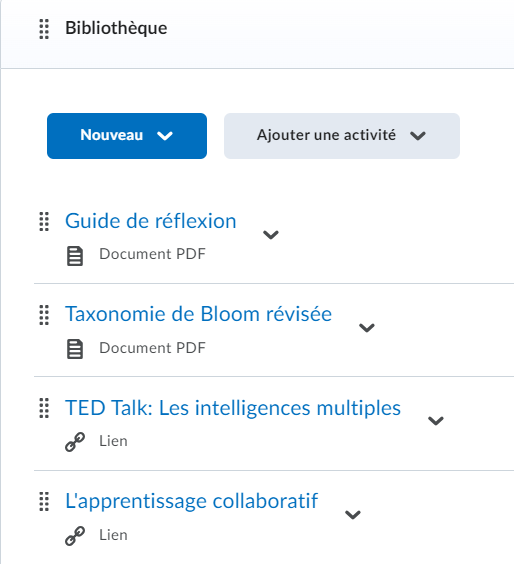 Bibliothèque
Nouveau
Ajouter une activité
Guide de réflexion
Document PDF
Taxonomie de Bloom révisée
Document PDF
TED Talk: Les intelligences multiples
Lien
L'apprentissage collaboratif
Lien